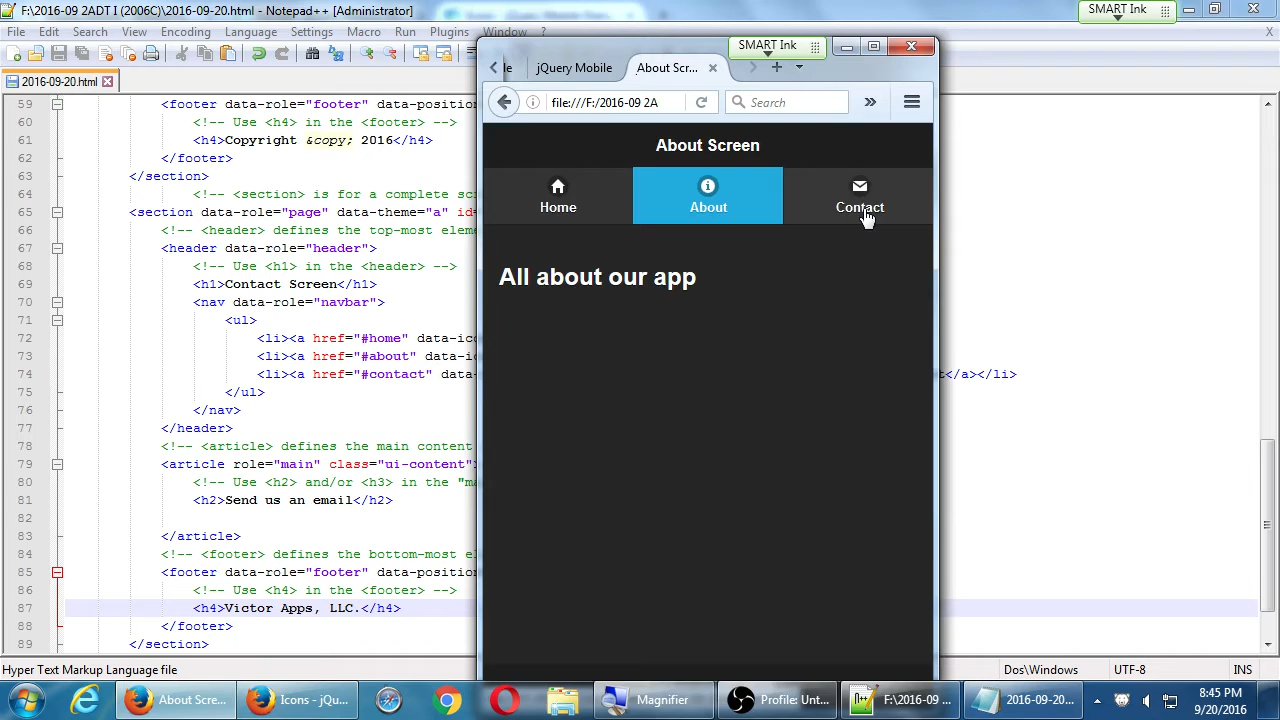 F:\2016-09 2ADT I (2006C)\2016-09-20.html - Notepad++ [Administrator]
SMART Ink
File Edit Search View Encoding Language Settings Macro Run Plugins Window ?
X
2016-09-20.html
SMART Ink
le jQuery Mobile About Scr...
file:///F:/2016-09 2A Search
About Screen
Home About Contact
All about our app
59 <footer data-role="footer" data-position
60 <!-- Use <h4> in the <footer> -->
61 <h4>Copyright &copy; 2016</h4>
62 </footer>
63 </section>
64 <!-- <section> is for a complete scr
65 <section data-role="page" data-theme="a" id=
66 <!-- <header> defines the top-most eleme
67 <header data-role="header">
68 <!-- Use <h1> in the <header> -->
69 <h1>Contact Screen</h1>
70 <nav data-role="navbar">
71 <ul>
72 <li><a href="#home" data-ico
73 <li><a href="#about" data-ic
74 <li><a href="#contact" data- t</a></li>
75 </ul>
76 </nav>
77 </header>
78 <!-- <article> defines the main content
79 <article role="main" class="ui-content"
80 <!-- Use <h2> and/or <h3> in the "ma
81 <h2>Send us an email</h2>
82
83 </article>
84 <!-- <footer> defines the bottom-most el
85 <footer data-role="footer" data-position
86 <!-- Use <h4> in the <footer> -->
87 <h4>Victor Apps, LLC.</h4>
88 </footer>
89 </section>
Hyper Text Markup Language file Dos\Windows UTF-8 INS
About Scre... Icons - jQu... Magnifier Profile: Unt... F:\2016-09 ... 2016-09-20... 8:45 PM
9/20/2016